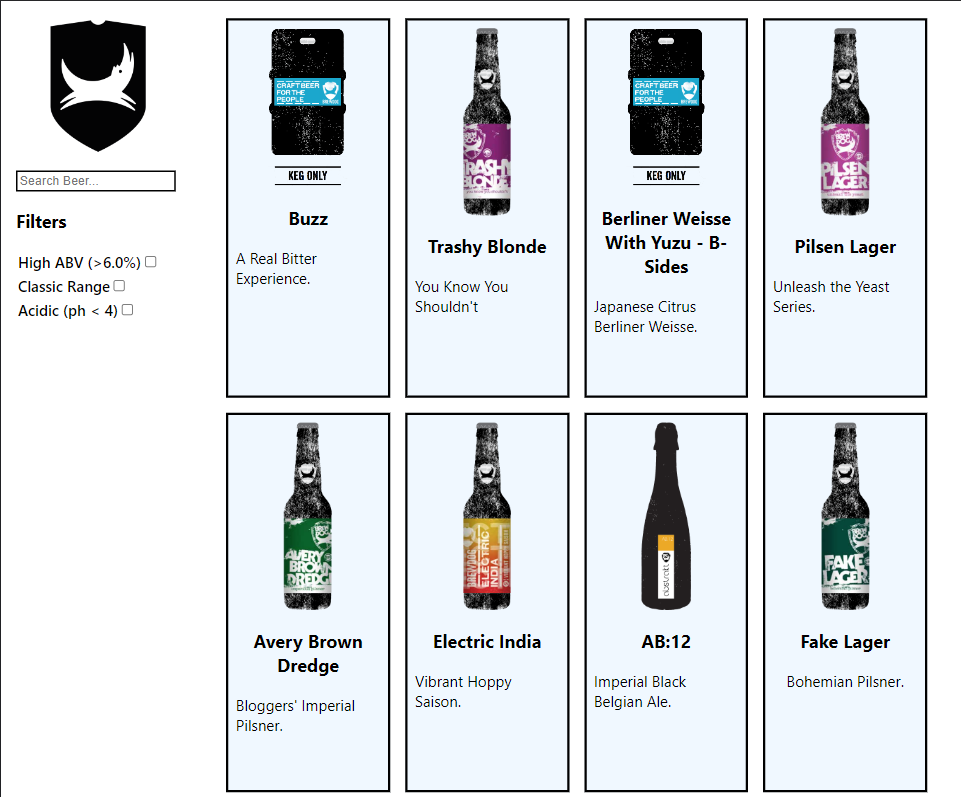 Search Beer...
Filters
High ABV (>6.0%)
Classic Range
Acidic (ph < 4)
CRAFT BEER
FOR THE
PEOPLE
KEG ONLY
Buzz
A Real Bitter
Experience.
TRASHY
BLONDE
Trashy Blonde
You Know You
Shouldn't
CRAFT BEER
FOR THE
PEOPLE
KEG ONLY
Berliner Weisse
With Yuzu - B-
Sides
Japanese Citrus
Berliner Weisse.
PILSEN
LAGER
Pilsen Lager
Unleash the Yeast
Series.
AVERY
BROWN
DREDGE
Avery Brown
Dredge
Bloggers' Imperial
Pilsner.
BREWDOG
ELECTRIC
INDIA
Electric India
Vibrant Hoppy
Saison.
abstrakt
AB:12
Imperial Black
Belgian Ale.
FAKE
LAGER
Fake Lager
Bohemian Pilsner.